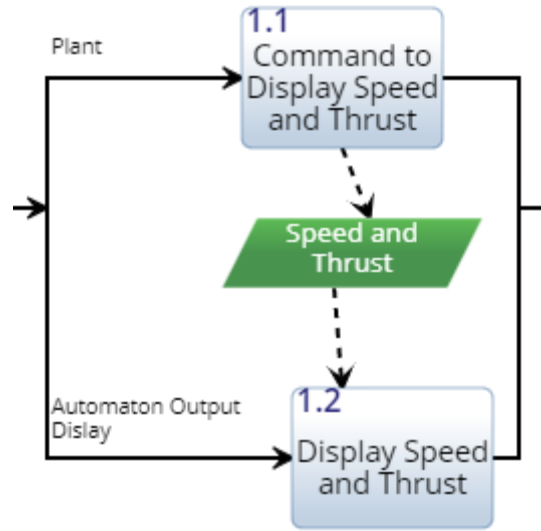 Plant
1.1
Command to
Display Speed
and Thrust
Speed and
Thrust
Automaton Output
Dislay
1.2
Display Speed
and Thrust